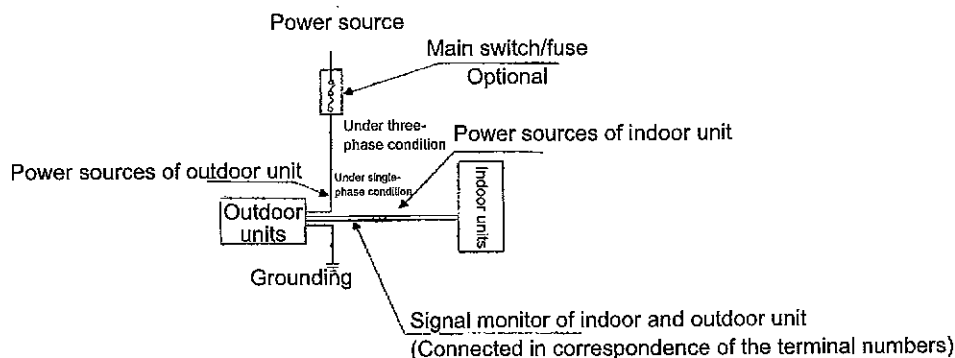 Power source
Main switch/fuse
Optional
Under three-
phase condition
Power sources of indoor unit
Power sources of outdoor unit
Under single-
phase condition
Indoor units
Outdoor
units
Grounding
Signal monitor of indoor and outdoor unit
(Connected in correspondence of the terminal numbers)